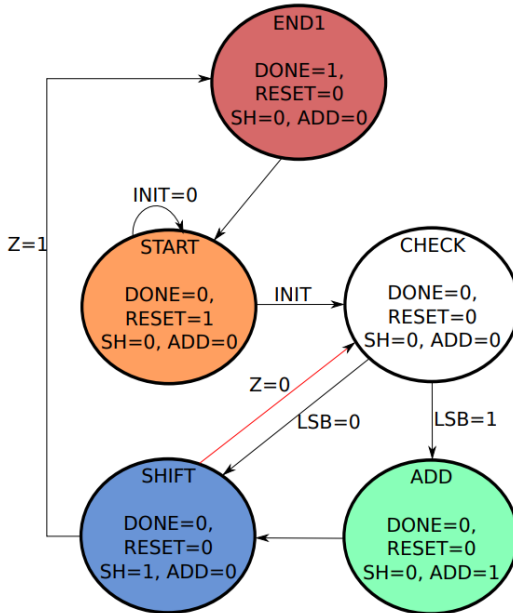 END1
DONE=1,
RESET=0
SH=0, ADD=0
INIT=0
Z=1
START
DONE=0,
RESET=1
SH=0, ADD=0
INIT
CHECK
DONE=0,
RESET=0
SH=0, ADD=0
Z=0
LSB=0
LSB=1
SHIFT
DONE=0,
RESET=0
SH=1, ADD=0
ADD
DONE=0,
RESET=0
SH=0, ADD=1